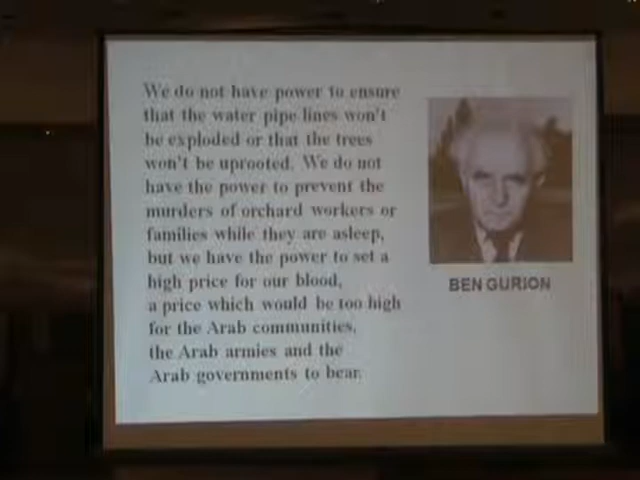 We do not have power to ensure
that the water pipe lines won't
be exploded or that the trees
won't be uprooted. We do not
have the power to prevent the
murders of orchard workers or
families while they are asleep,
but we have the power to set a
high price for our blood,
a price which would be too high
for the Arab communities,
the Arab armies and the
Arab governments to bear.
BEN GURION